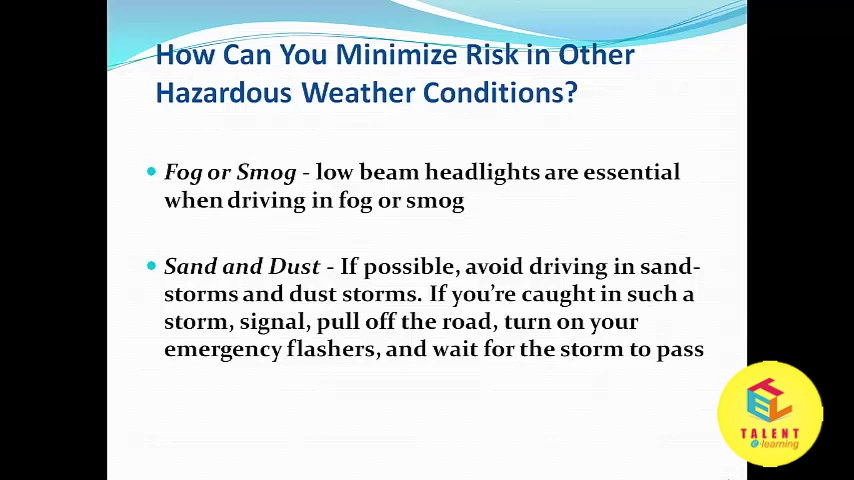 How Can You Minimize Risk in Other
Hazardous Weather Conditions?
• Fog or Smog - low beam headlights are essential
when driving in fog or smog
• Sand and Dust - If possible, avoid driving in sand-
storms and dust storms. If you're caught in such a
storm, signal, pull off the road, turn on your
emergency flashers, and wait for the storm to pass
TEL
TALENT
e-learning